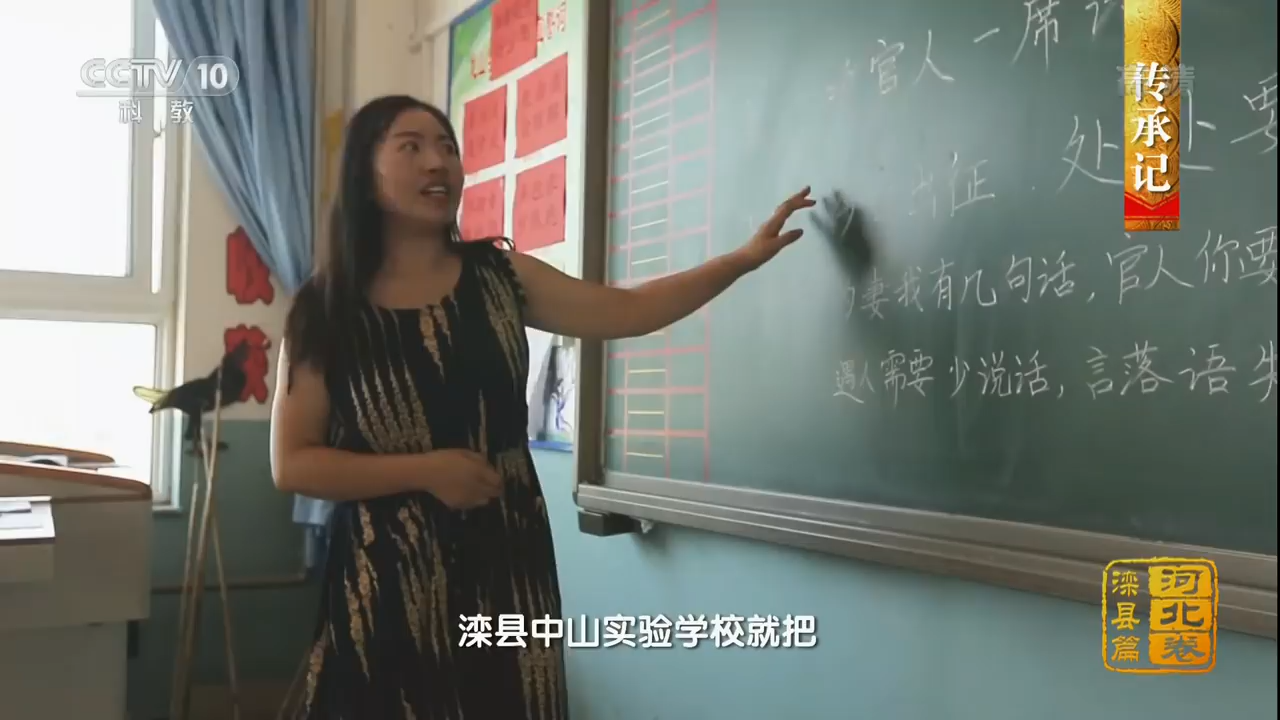 CCTV 10
科教
传承记
官人一席
出征
处处要
妻我有几句话,官人你要
遇人需要少说话,言落语失
滦县中山实验学校就把
河北卷
滦县篇